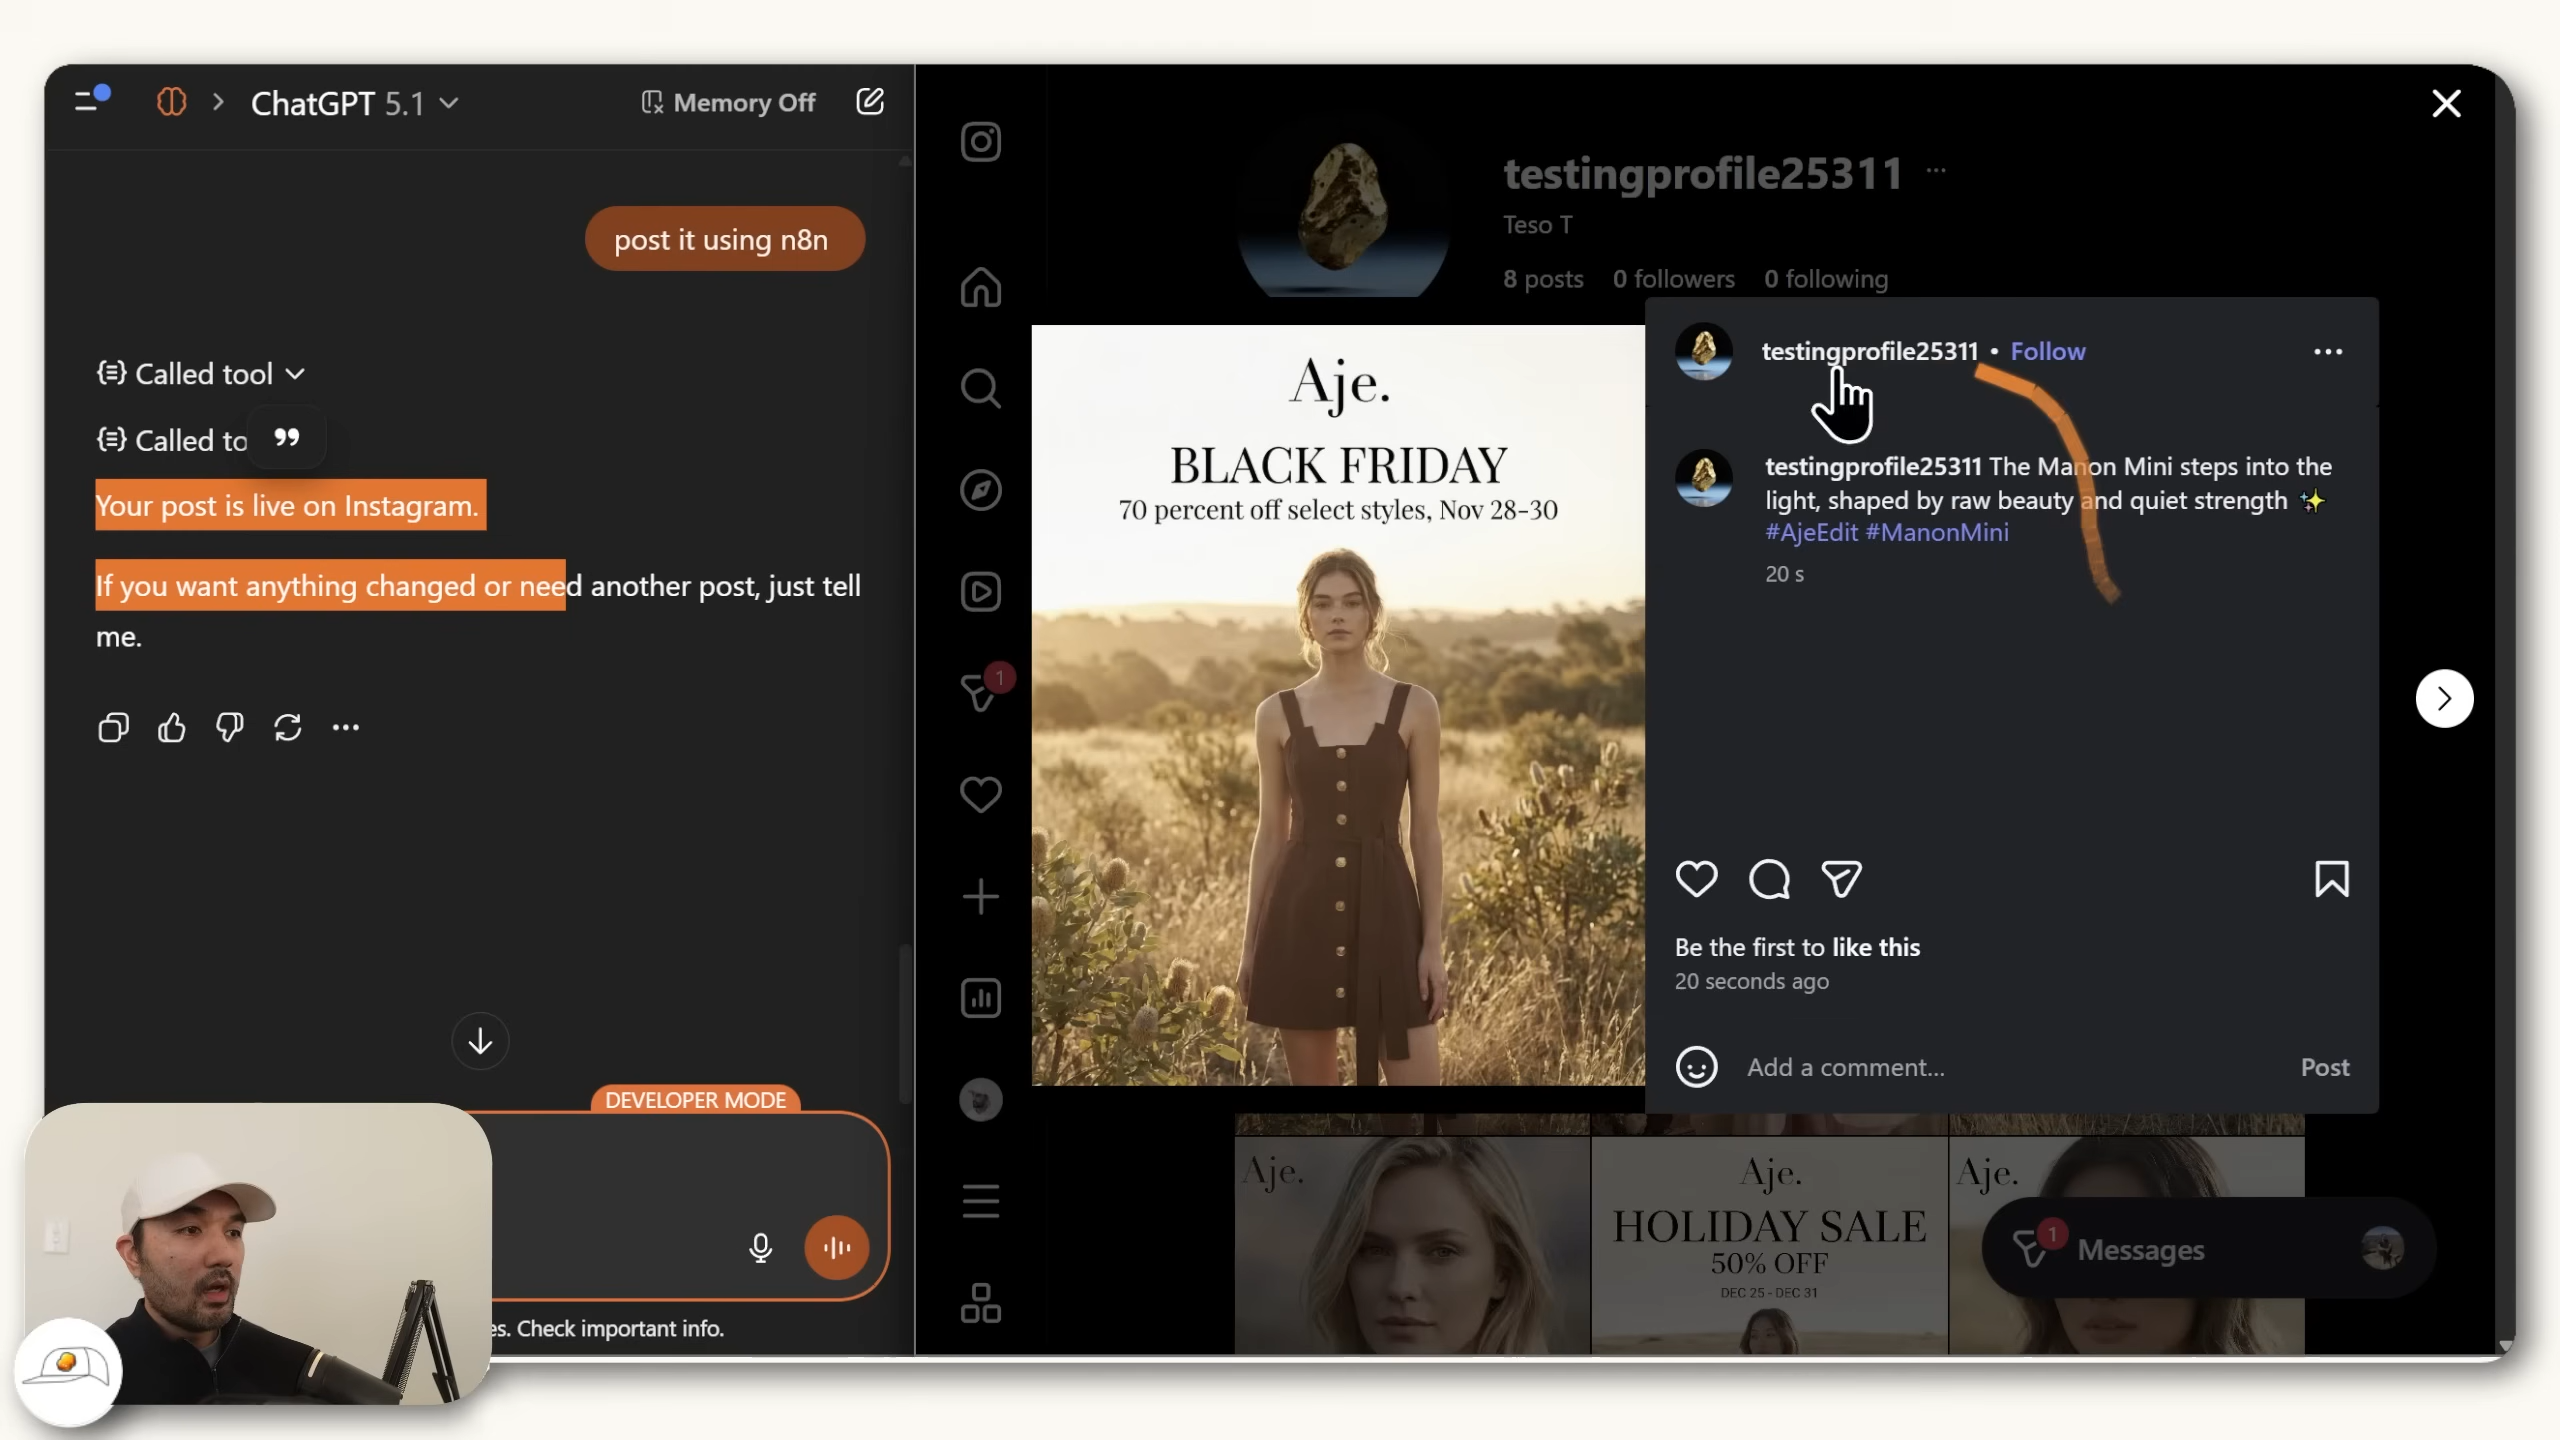 ChatGPT 5.1
Memory Off
post it using n8n
Called tool
Called to
Your post is live on Instagram.
If you want anything changed or need another post, just tell
me.
DEVELOPER MODE
es. Check important info.
testingprofile25311
Teso T
8 posts 0 followers 0 following
Aje.
BLACK FRIDAY
70 percent off select styles, Nov 28-30
testingprofile25311 • Follow
testingprofile25311 The Manon Mini steps into the
light, shaped by raw beauty and quiet strength ✨
#AjeEdit #ManonMini
20 s
Be the first to like this
20 seconds ago
Add a comment...
Post
1
Aje.
Aje.
HOLIDAY SALE
50% OFF
DEC 25 - DEC 31
Aje.
1
Messages